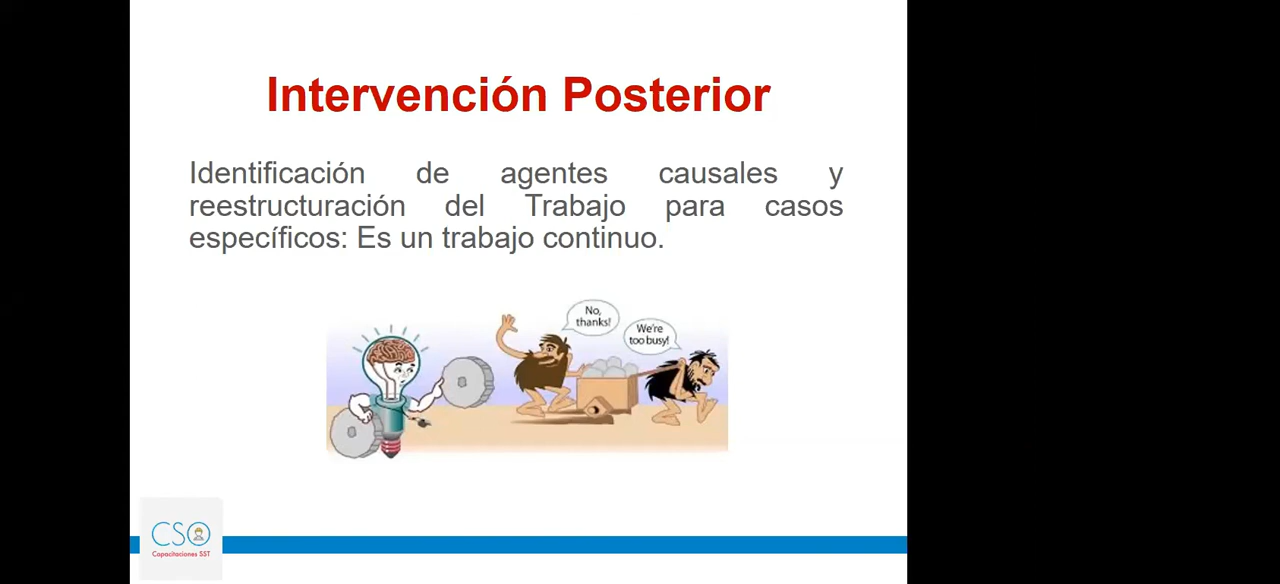 Intervención Posterior
Identificación de agentes causales y
reestructuración del Trabajo para casos
específicos: Es un trabajo continuo.
No,
thanks!
We're
too busy!
CSO
Capacitaciones SST